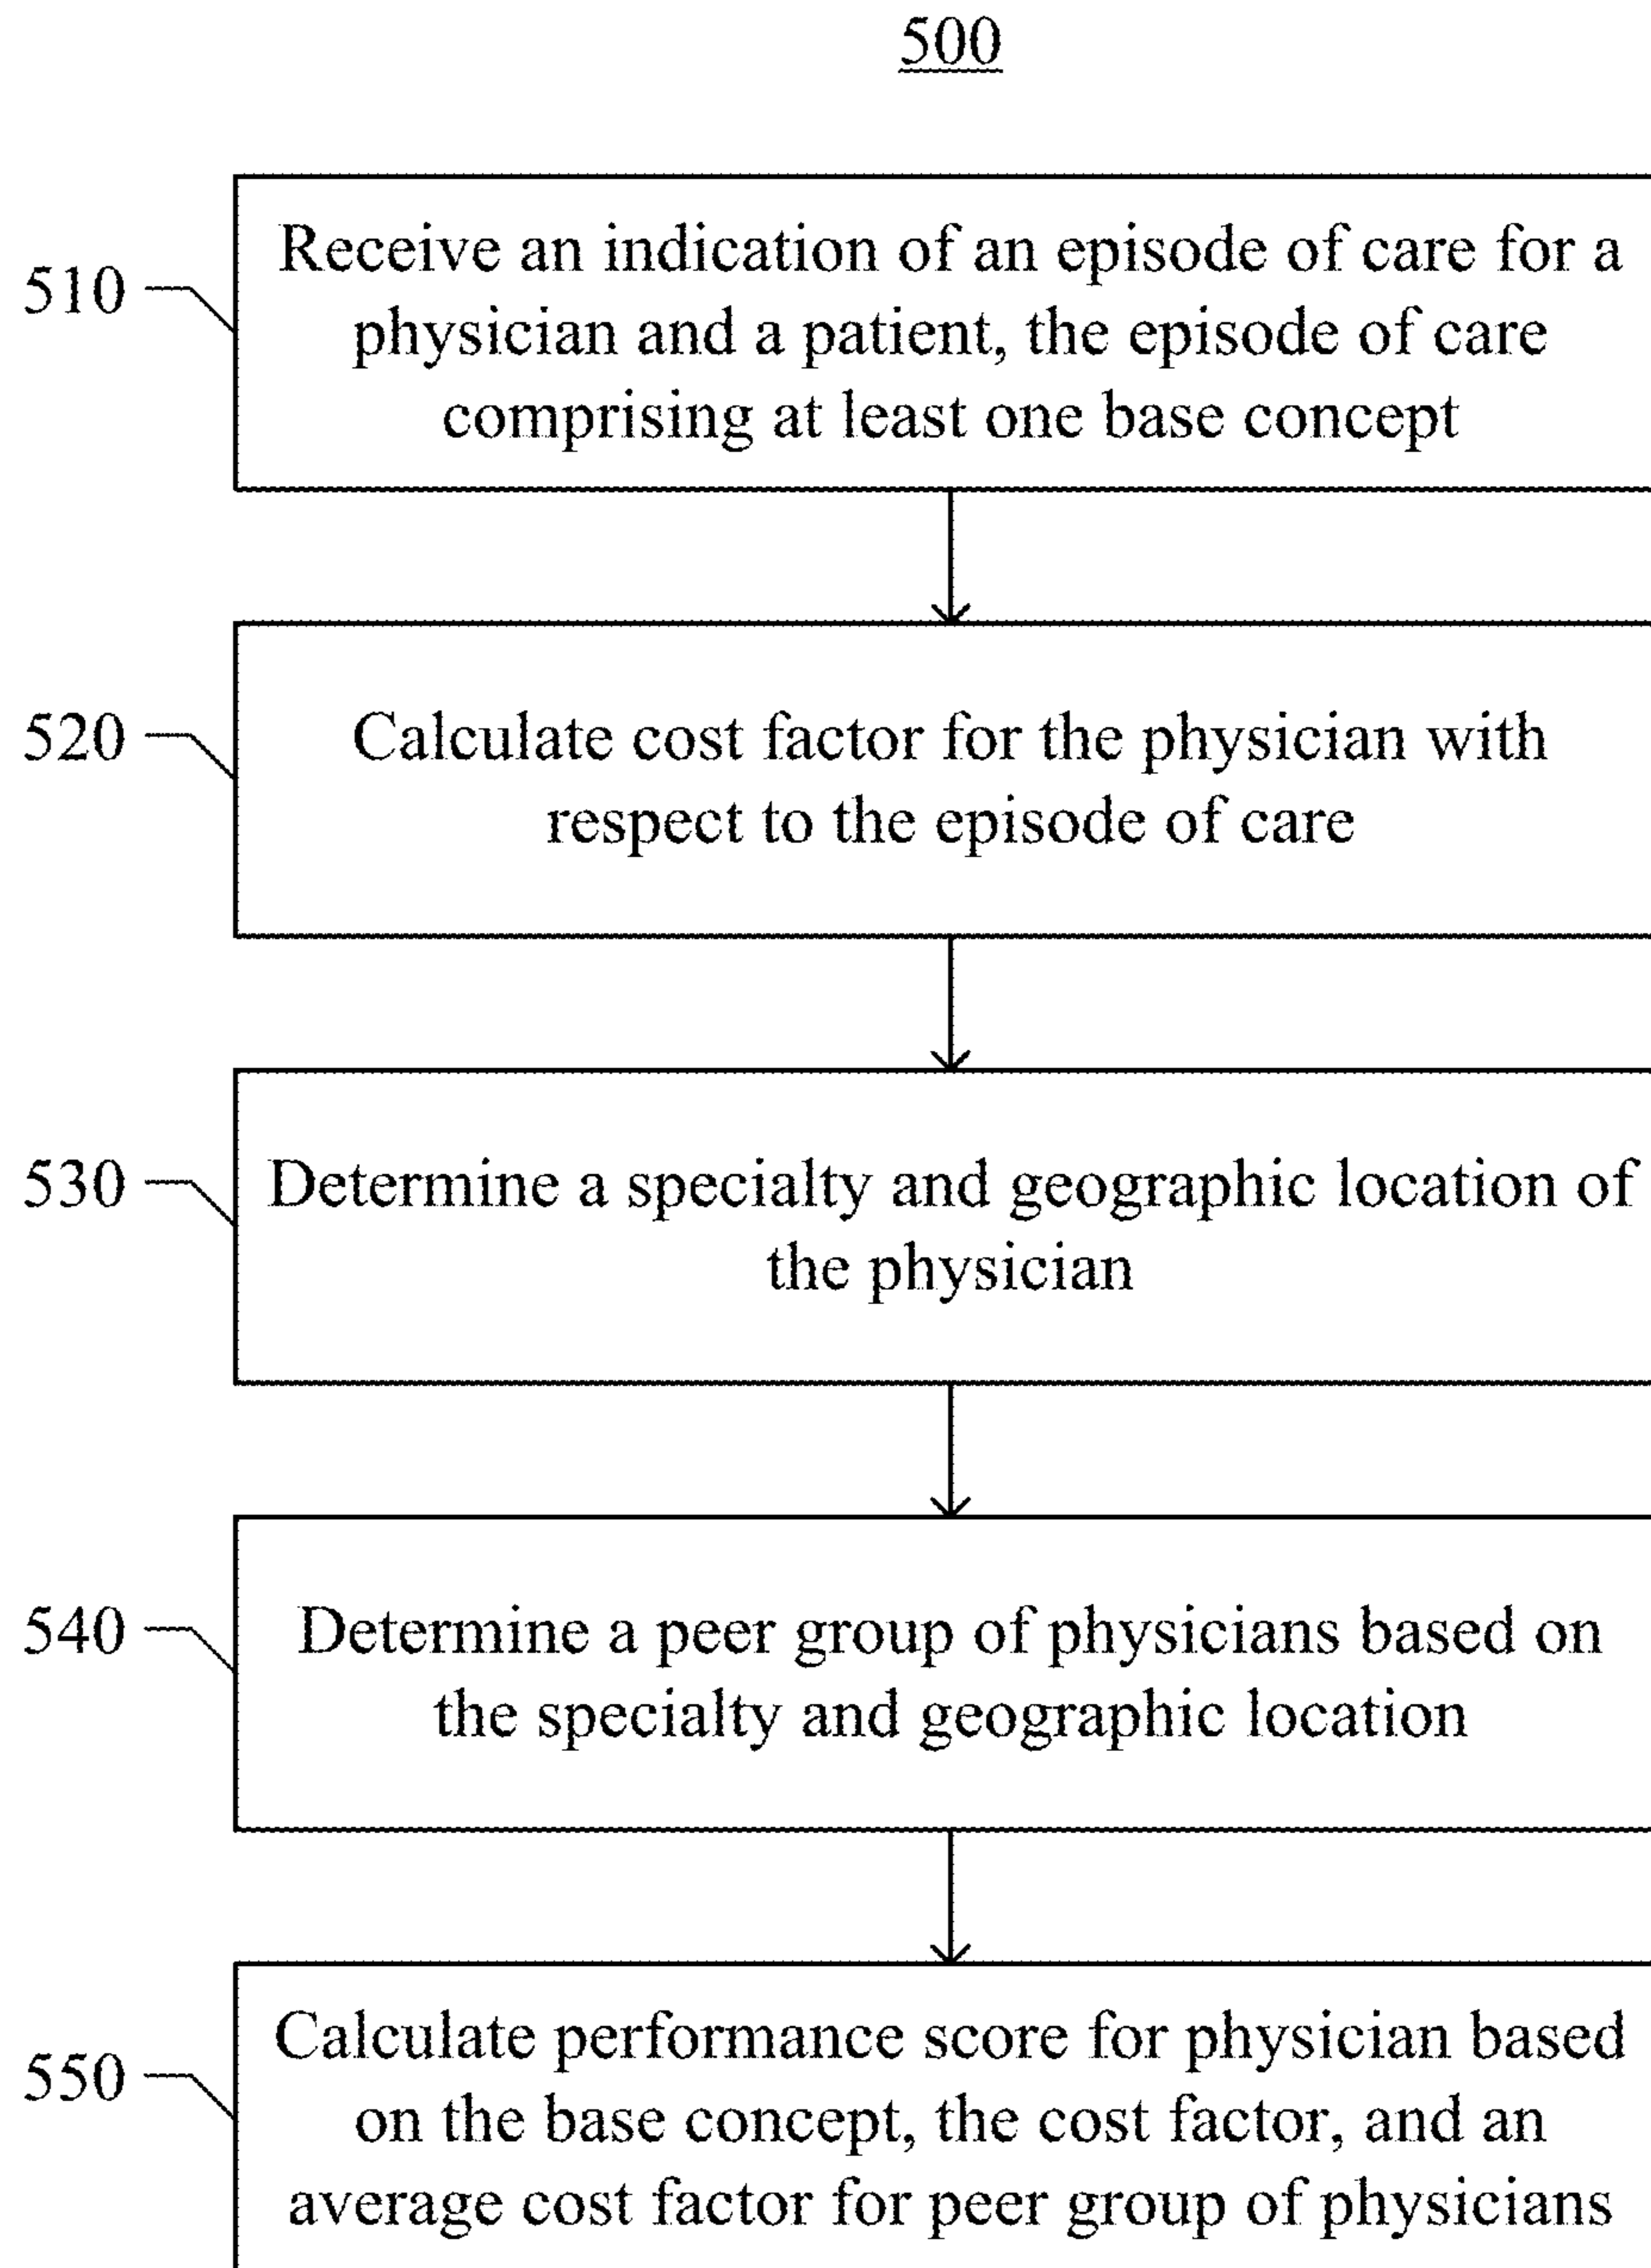 500
510
Receive an indication of an episode of care for a
physician and a patient, the episode of care
comprising at least one base concept
520
Calculate cost factor for the physician with
respect to the episode of care
530
Determine a specialty and geographic location of
the physician
540
Determine a peer group of physicians based on
the specialty and geographic location
550
Calculate performance score for physician based
on the base concept, the cost factor, and an
average cost factor for peer group of physicians